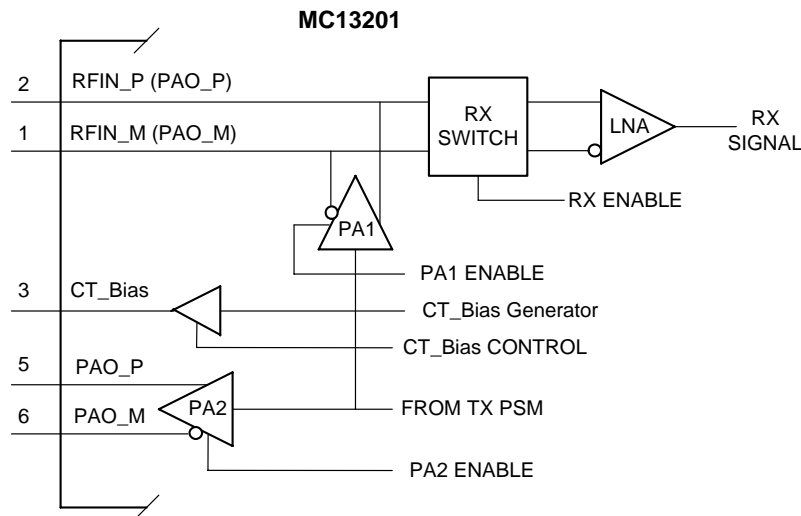 MC13201
2 RFIN_P (PAO_P)
1 RFIN_M (PAO_M)
RX
SWITCH
LNA
RX
SIGNAL
RX ENABLE
PA1
PA1 ENABLE
3 CT_Bias
CT_Bias Generator
CT_Bias CONTROL
5 PAO_P
PA2
FROM TX PSM
6 PAO_M
PA2 ENABLE